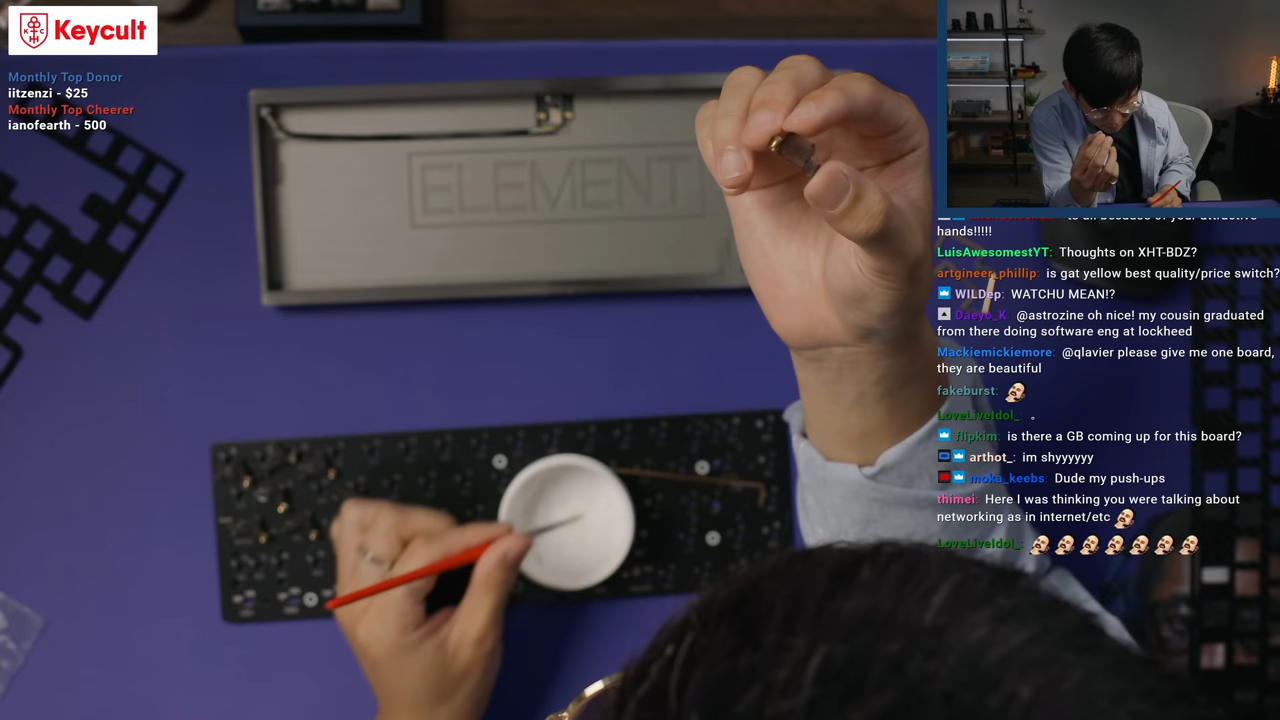 Keycult
Monthly Top Donor
iitzenzi - $25
Monthly Top Cheerer
ianofearth - 500
ELEMENT
hands!!!!!
LuisAwesomestYT: Thoughts on XHT-BDZ?
artgineer_phillip: is gat yellow best quality/price switch?
WILDep: WATCHU MEAN!?
Daeyo_K: @astrozine oh nice! my cousin graduated
from there doing software eng at lockheed
Mackiemickiemore: @qlavier please give me one board,
they are beautiful
fakeburst:
LoveLiveIdol_: 。
flipkim: is there a GB coming up for this board?
arthot_: im shyyyyyy
moka_keebs: Dude my push-ups
thimei: Here I was thinking you were talking about
networking as in internet/etc
LoveLiveIdol_: